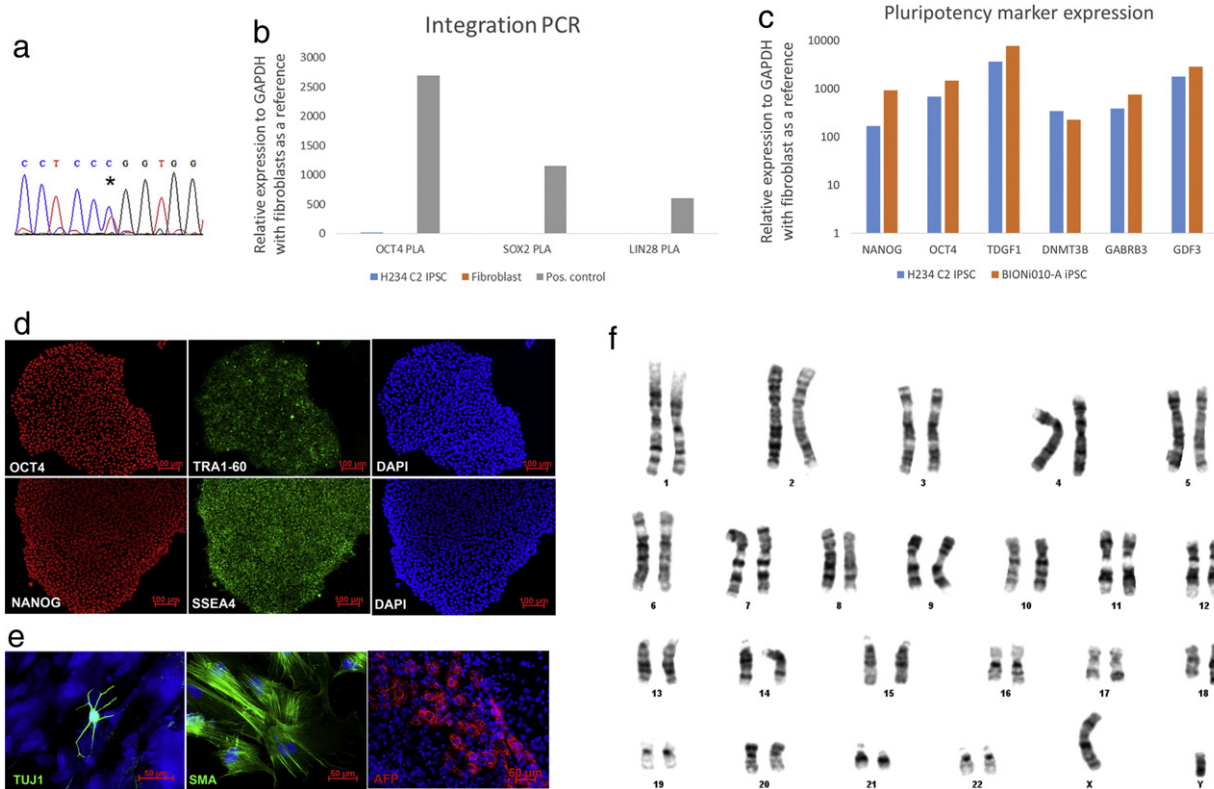 a
C C T C C C G G T G G
*
b
Integration PCR
Relative expression to GAPDH
with fibroblasts as a reference
3000
2500
2000
1500
1000
500
0
OCT4 PLA SOX2 PLA LIN28 PLA
H234 C2 IPSC Fibroblast Pos. control
c
Pluripotency marker expression
Relative expression to GAPDH
with fibroblast as a reference
10000
1000
100
10
1
NANOG OCT4 TDGF1 DNMT3B GABRB3 GDF3
H234 C2 IPSC BIONi010-A iPSC
d
OCT4 100 µm TRA1-60 100 µm DAPI 100 µm
NANOG 100 µm SSEA4 100 µm DAPI 100 µm
e
TUJ1 50 µm SMA 50 µm AFP 50 µm
f
1 2 3 4 5
6 7 8 9 10 11 12
13 14 15 16 17 18
19 20 21 22 X Y